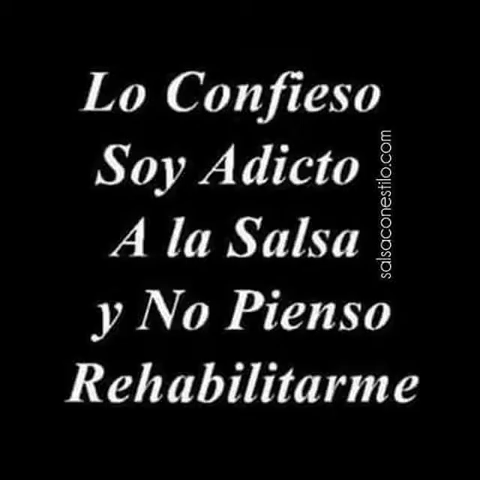 Lo Confieso
Soy Adicto
A la Salsa
y No Pienso
Rehabilitarme
salsaconestilo.com